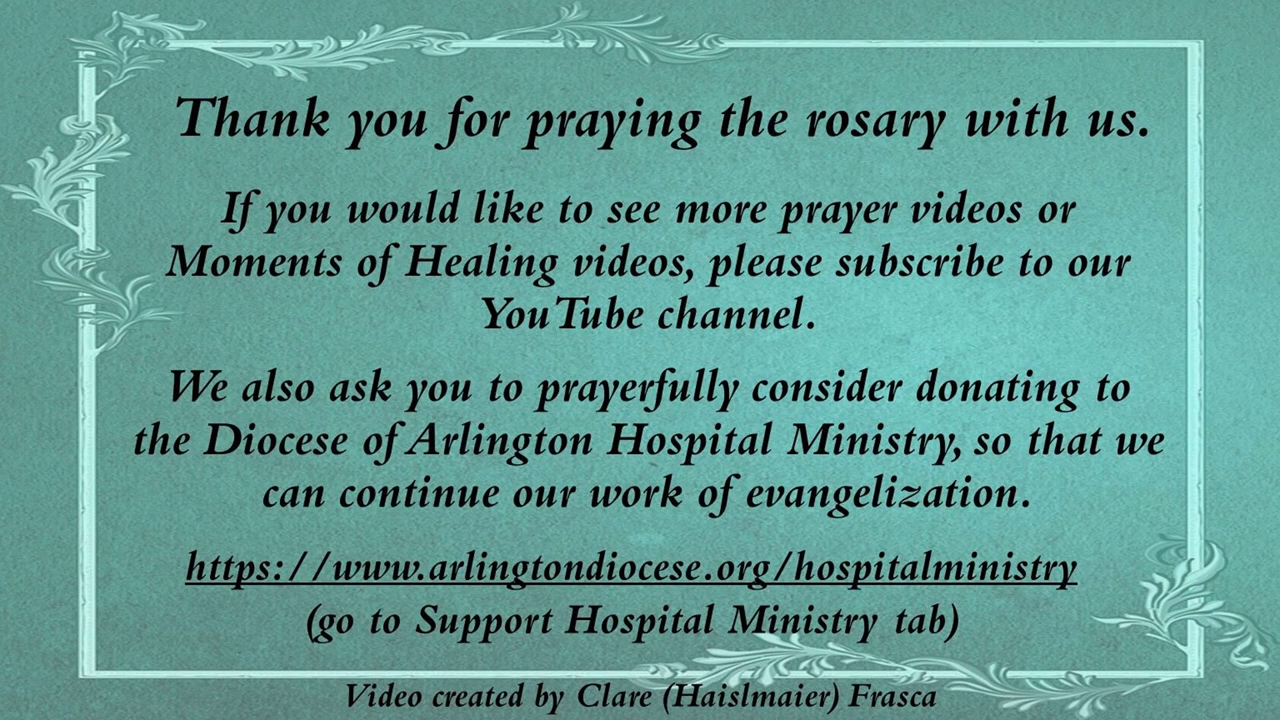 Thank you for praying the rosary with us.
If you would like to see more prayer videos or
Moments of Healing videos, please subscribe to our
YouTube channel.
We also ask you to prayerfully consider donating to
the Diocese of Arlington Hospital Ministry, so that we
can continue our work of evangelization.
https://www.arlingtondiocese.org/hospitalministry
(go to Support Hospital Ministry tab)
Video created by Clare (Haislmaier) Frasca